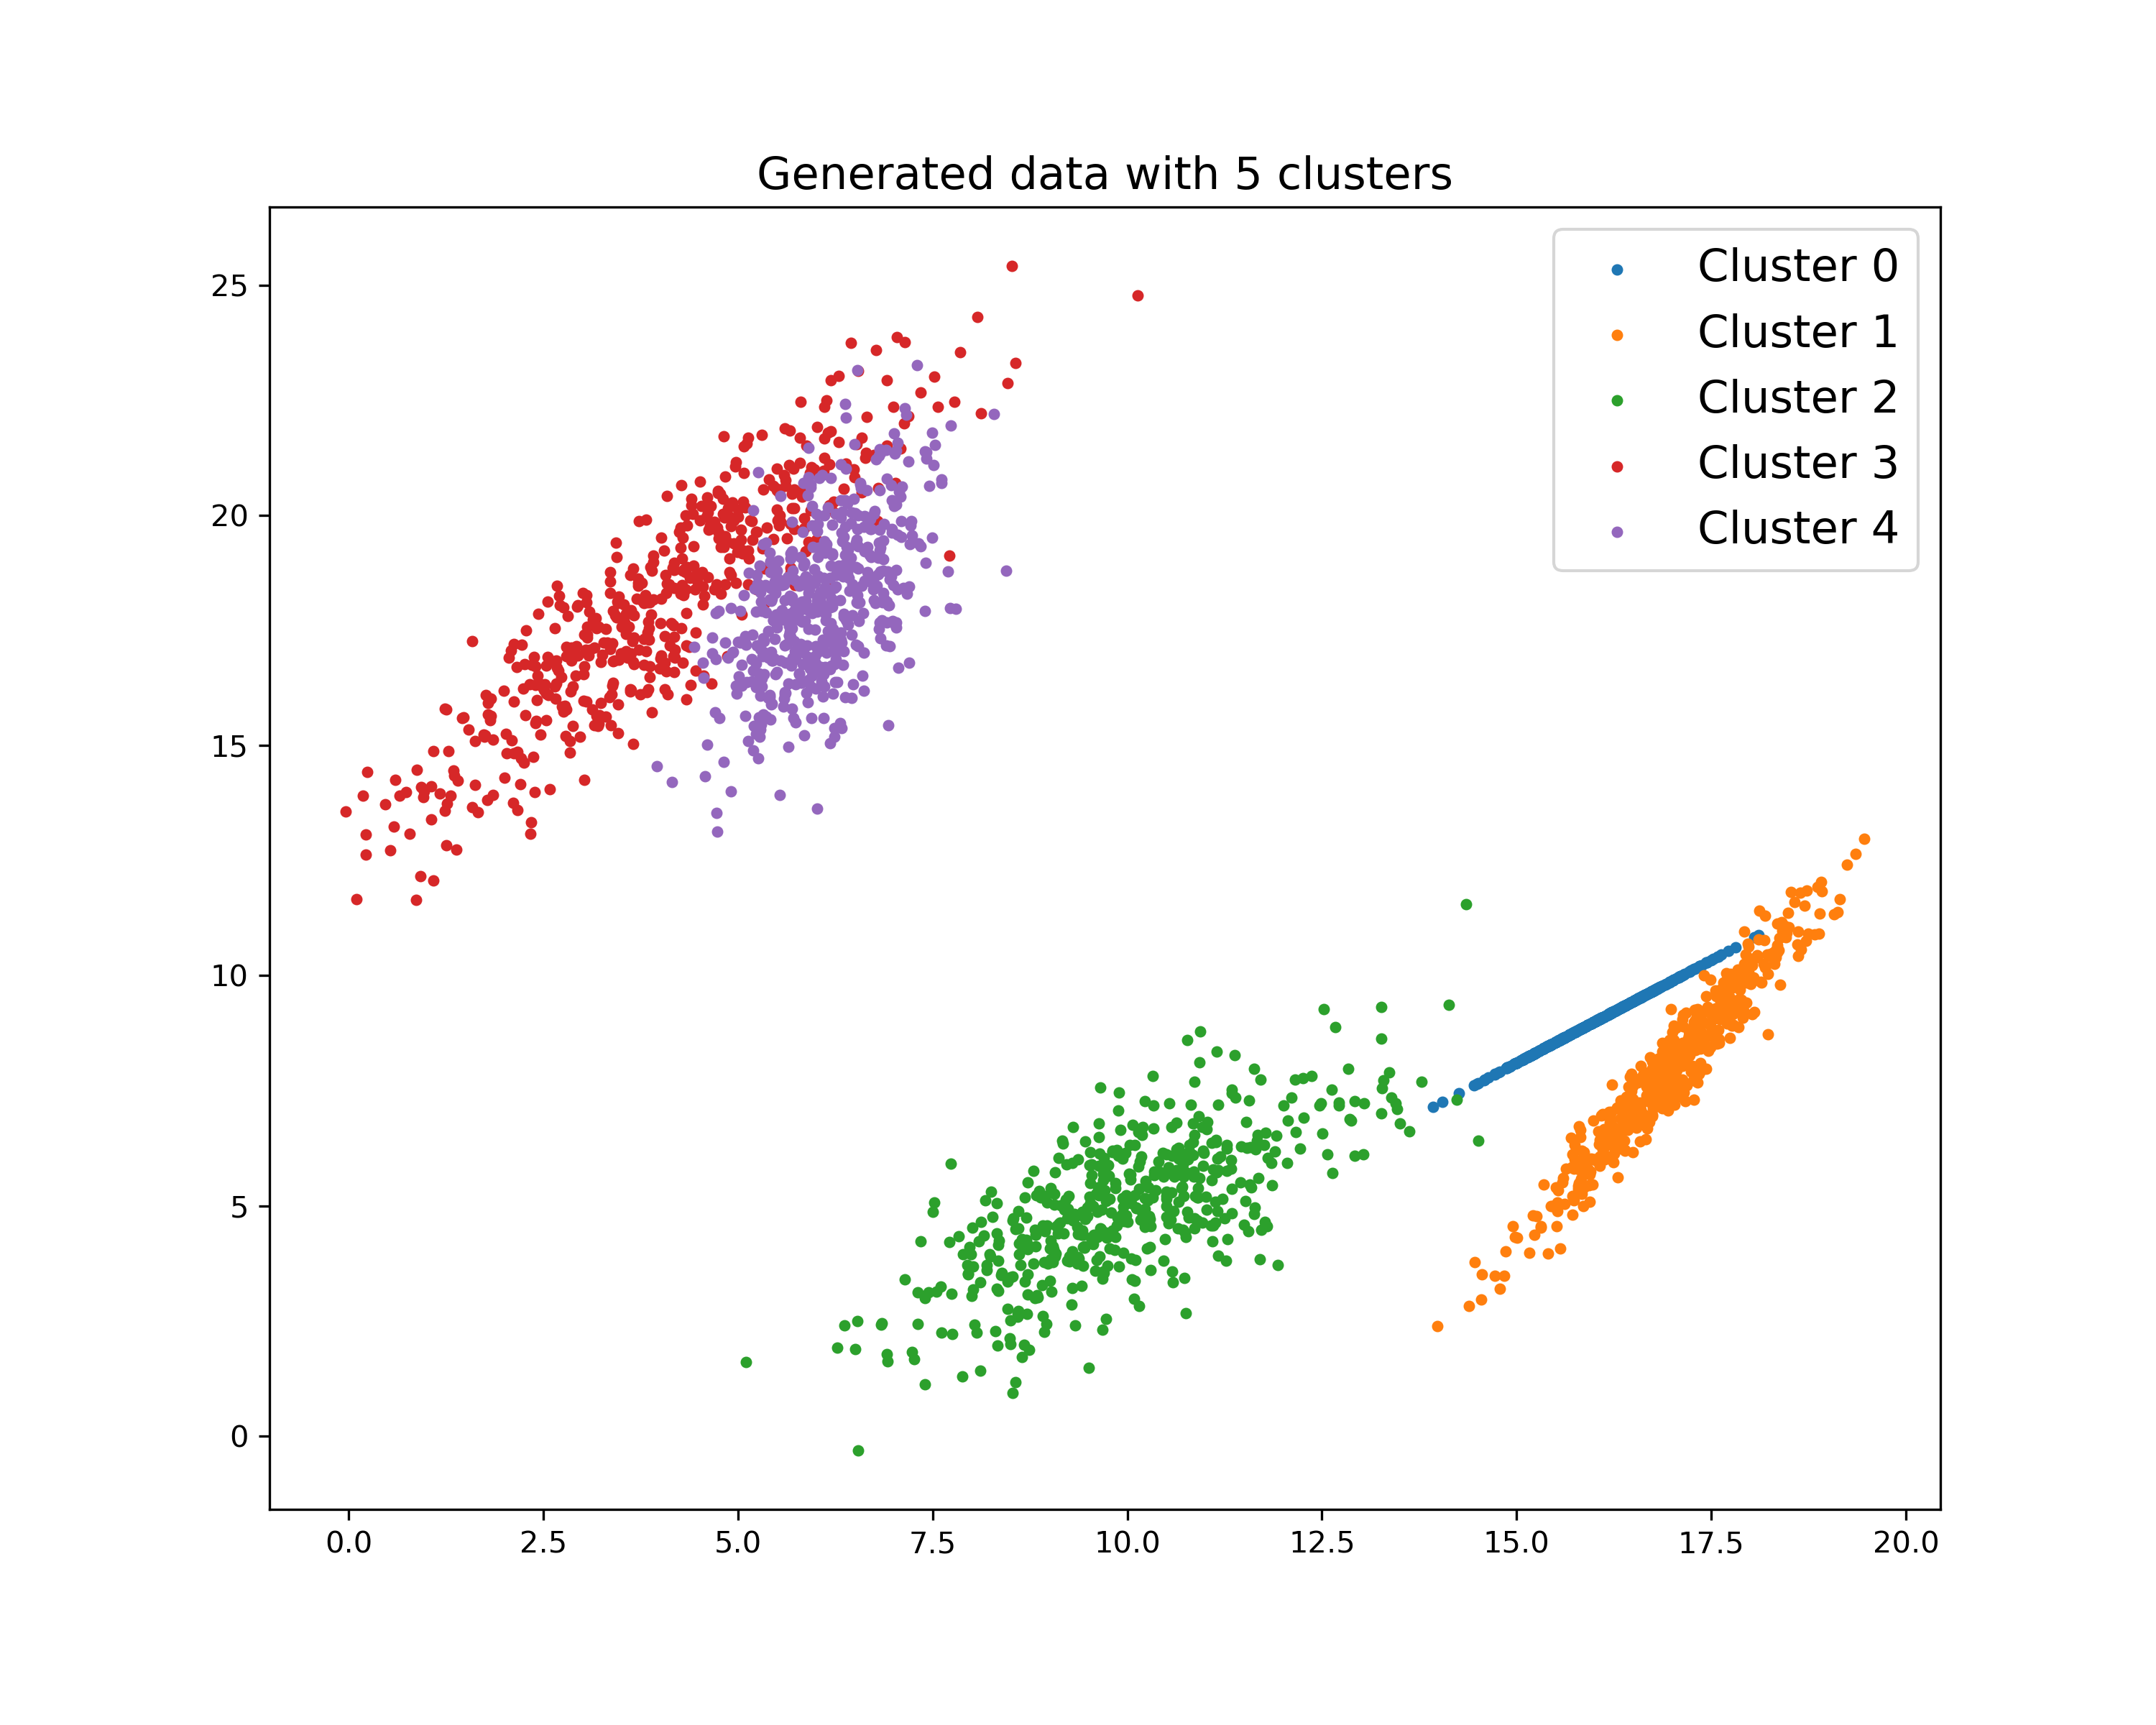 Generated data with 5 clusters
Cluster 0
Cluster 1
Cluster 2
Cluster 3
Cluster 4
25
20
15
10
5
0
0.0 2.5 5.0 7.5 10.0 12.5 15.0 17.5 20.0